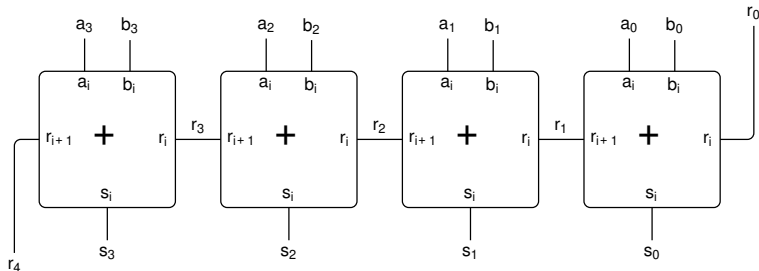 r₀
a₃ b₃ a₂ b₂ a₁ b₁ a₀ b₀
aᵢ bᵢ aᵢ bᵢ aᵢ bᵢ aᵢ bᵢ
rᵢ₊₁ + rᵢ r₃ rᵢ₊₁ + rᵢ r₂ rᵢ₊₁ + rᵢ r₁ rᵢ₊₁ + rᵢ
sᵢ sᵢ sᵢ sᵢ
s₃ s₂ s₁ s₀
r₄